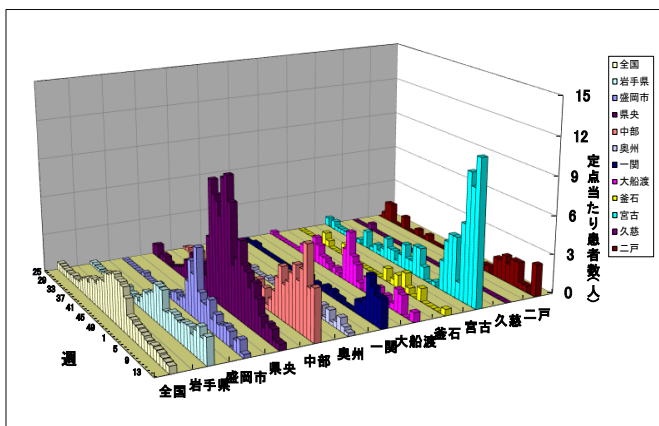 15
12
9
6
3
0
定点当たり患者数(人)
25
29
33
37
41
45
49
1
5
9
13
週
全国
岩手県
盛岡市
県央
中部
奥州
一関
大船渡
釜石
宮古
久慈
二戸
全国
岩手県
盛岡市
県央
中部
奥州
一関
大船渡
釜石
宮古
久慈
二戸